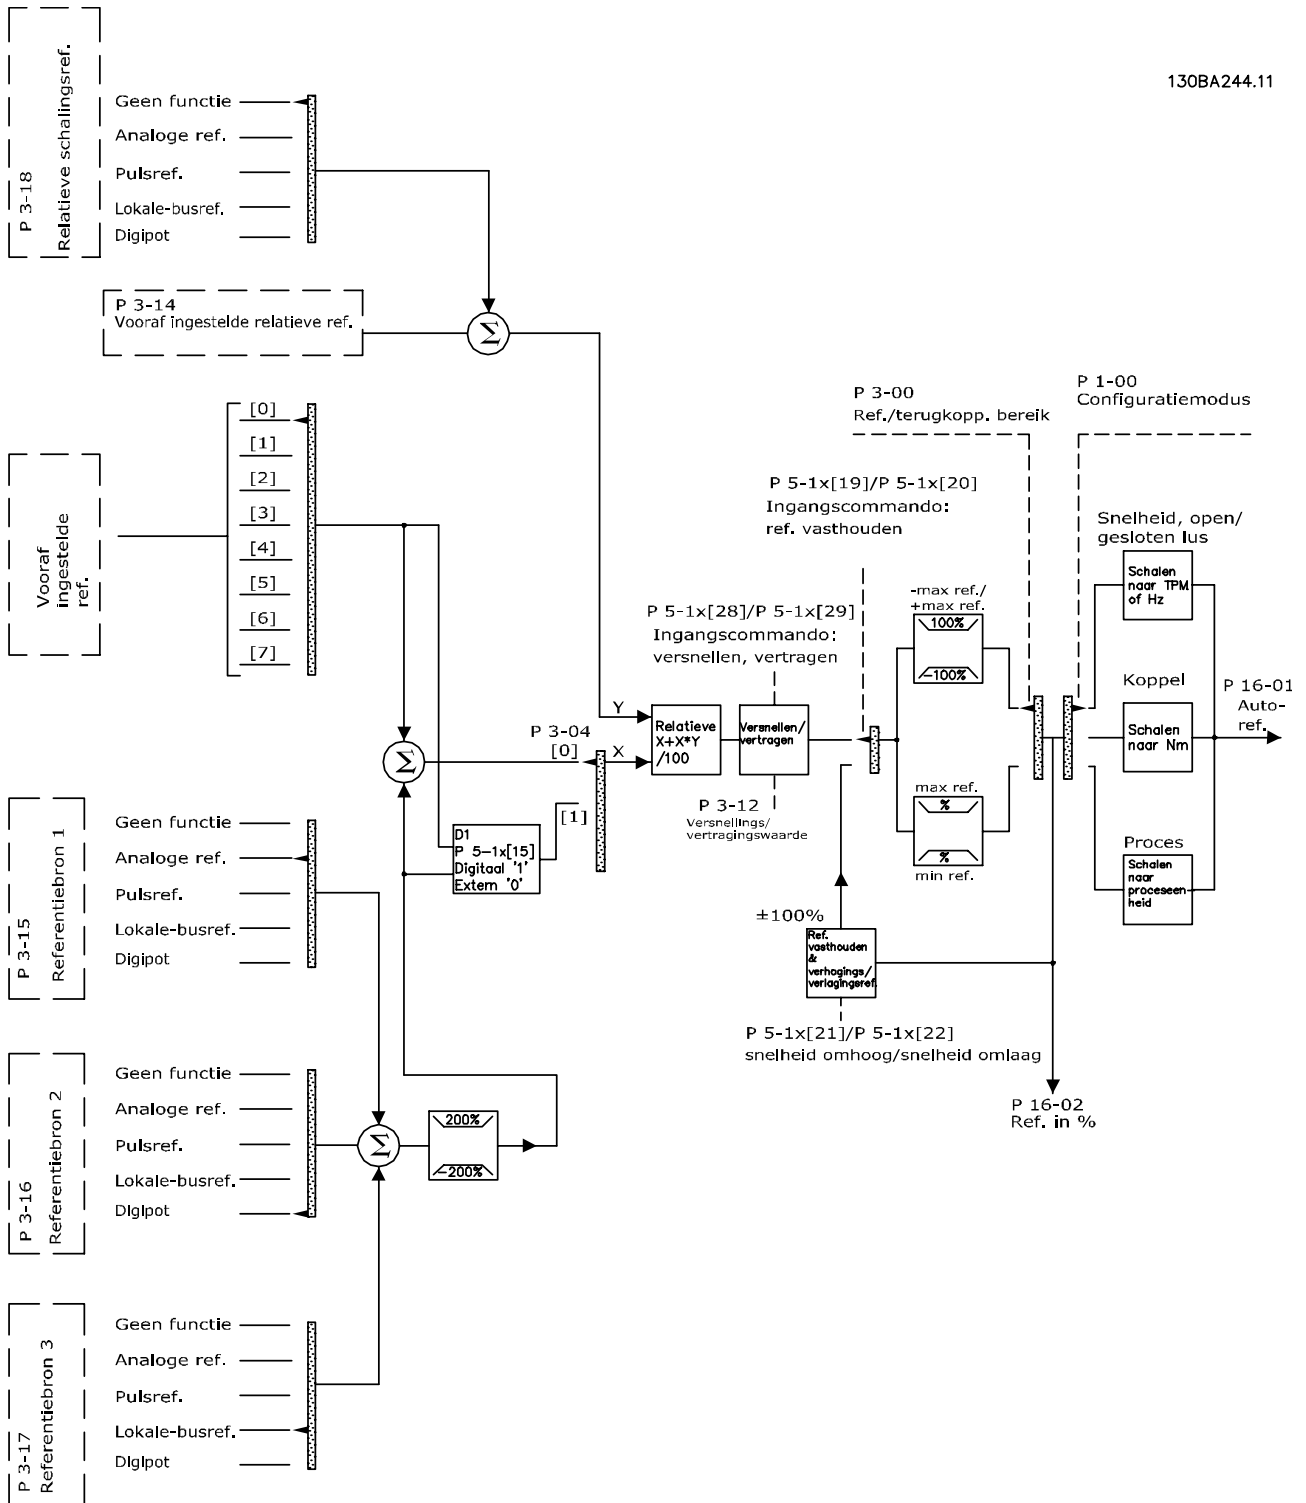 130BA244.11
P 3-18
Relatieve schalingsref.
Geen functie
Analoge ref.
Pulsref.
Lokale-busref.
Digipot
P 3-14
Vooraf ingestelde relatieve ref.
Σ
Vooraf
ingestelde
ref.
[0]
[1]
[2]
[3]
[4]
[5]
[6]
[7]
P 3-00
Ref./terugkopp. bereik
P 1-00
Configuratiemodus
P 5-1x[19]/P 5-1x[20]
Ingangscommando:
ref. vasthouden
P 5-1x[28]/P 5-1x[29]
Ingangscommando:
versnellen, vertragen
-max ref./
+max ref.
100%
-100%
Snelheid, open/
gesloten lus
Schalen
naar TPM
of Hz
Y
X
P 3-04
[0]
[1]
Σ
Relatieve
X+X*Y
/100
Versnellen/
vertragen
P 3-12
Versnellings/
vertragingswaarde
max ref.
%
%
min ref.
Koppel
Schalen
naar Nm
P 16-01
Auto-
ref.
Proces
Schalen
naar
proceseen-
heid
D1
P 5-1x[15]
Digitaal '1'
Extern '0'
±100%
Ref.
vasthouden
&
verhogings/
verlagingsref.
P 5-1x[21]/P 5-1x[22]
snelheid omhoog/snelheid omlaag
P 16-02
Ref. in %
P 3-15
Referentiebron 1
Geen functie
Analoge ref.
Pulsref.
Lokale-busref.
Digipot
P 3-16
Referentiebron 2
Geen functie
Analoge ref.
Pulsref.
Lokale-busref.
Digipot
Σ
200%
-200%
P 3-17
Referentiebron 3
Geen functie
Analoge ref.
Pulsref.
Lokale-busref.
Digipot